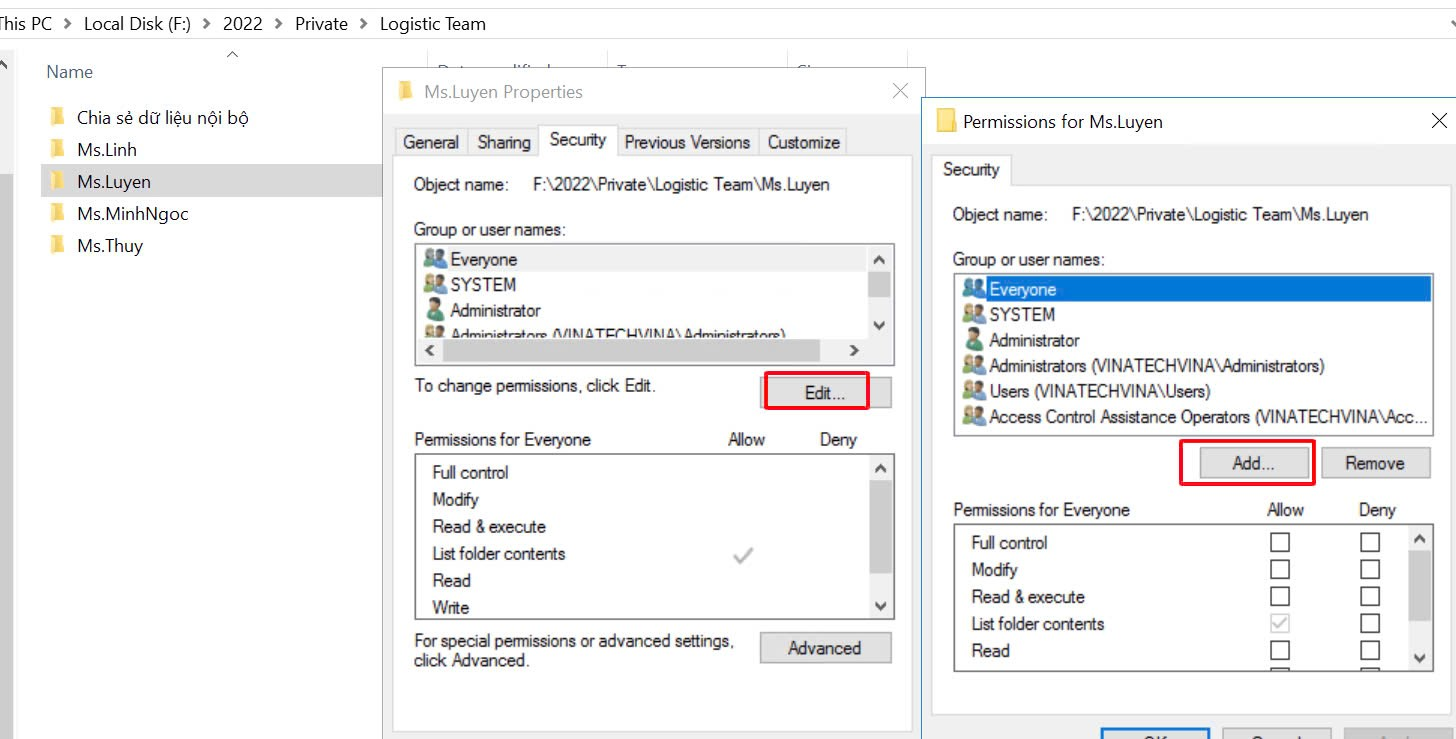 This PC > Local Disk (F:) > 2022 > Private > Logistic Team
Name
Chia sẻ dữ liệu nội bộ
Ms.Linh
Ms.Luyen
Ms.MinhNgoc
Ms.Thuy
Ms.Luyen Properties
General Sharing Security Previous Versions Customize
Object name: F:\2022\Private\Logistic Team\Ms.Luyen
Group or user names:
Everyone
SYSTEM
Administrator
Administrators (VINATECHVINA\Administrators)
To change permissions, click Edit.
Edit...
Permissions for Everyone Allow Deny
Full control
Modify
Read & execute
List folder contents
Read
Write
For special permissions or advanced settings,
click Advanced.
Advanced
Permissions for Ms.Luyen
Security
Object name: F:\2022\Private\Logistic Team\Ms.Luyen
Group or user names:
Everyone
SYSTEM
Administrator
Administrators (VINATECHVINA\Administrators)
Users (VINATECHVINA\Users)
Access Control Assistance Operators (VINATECHVINA\Acc...
Add... Remove
Permissions for Everyone Allow Deny
Full control
Modify
Read & execute
List folder contents
Read